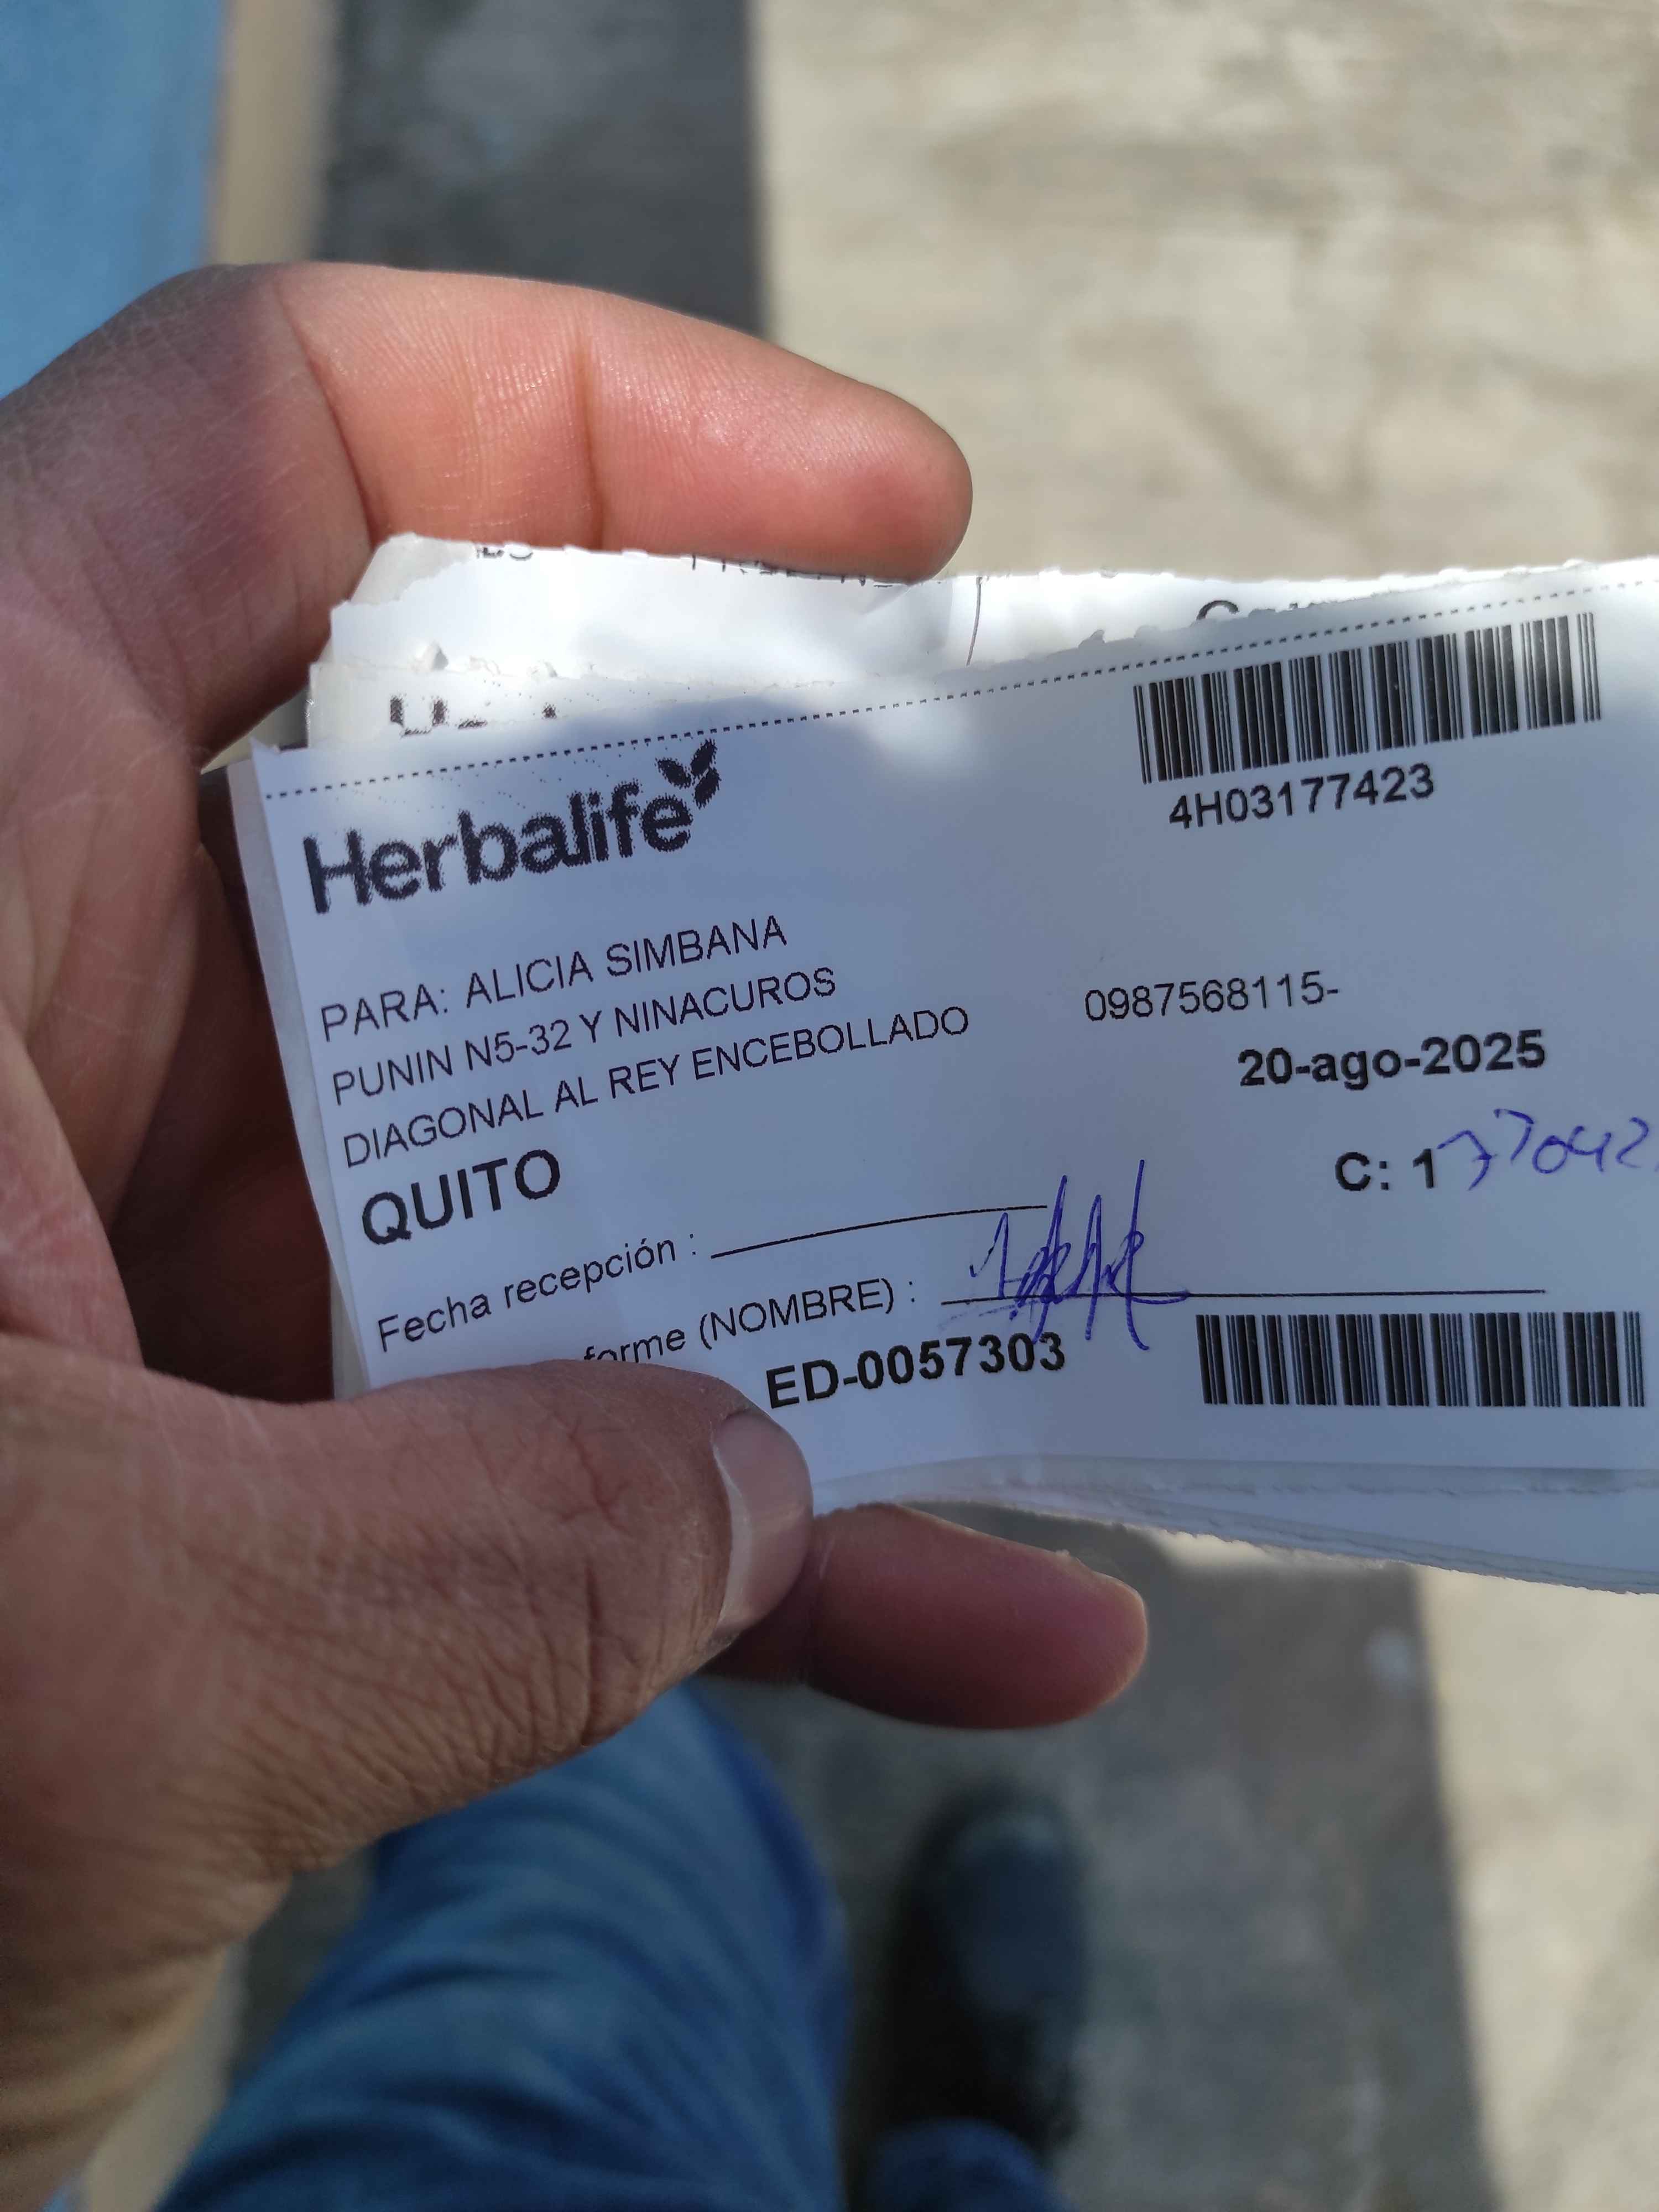 4H03177423
Herbalife
PARA: ALICIA SIMBANA
PUNIN N5-32 Y NINACUROS
0987568115-
DIAGONAL AL REY ENCEBOLLADO
20-ago-2025
QUITO
C: 1377042
Fecha recepción :
forme (NOMBRE) :
ED-0057303